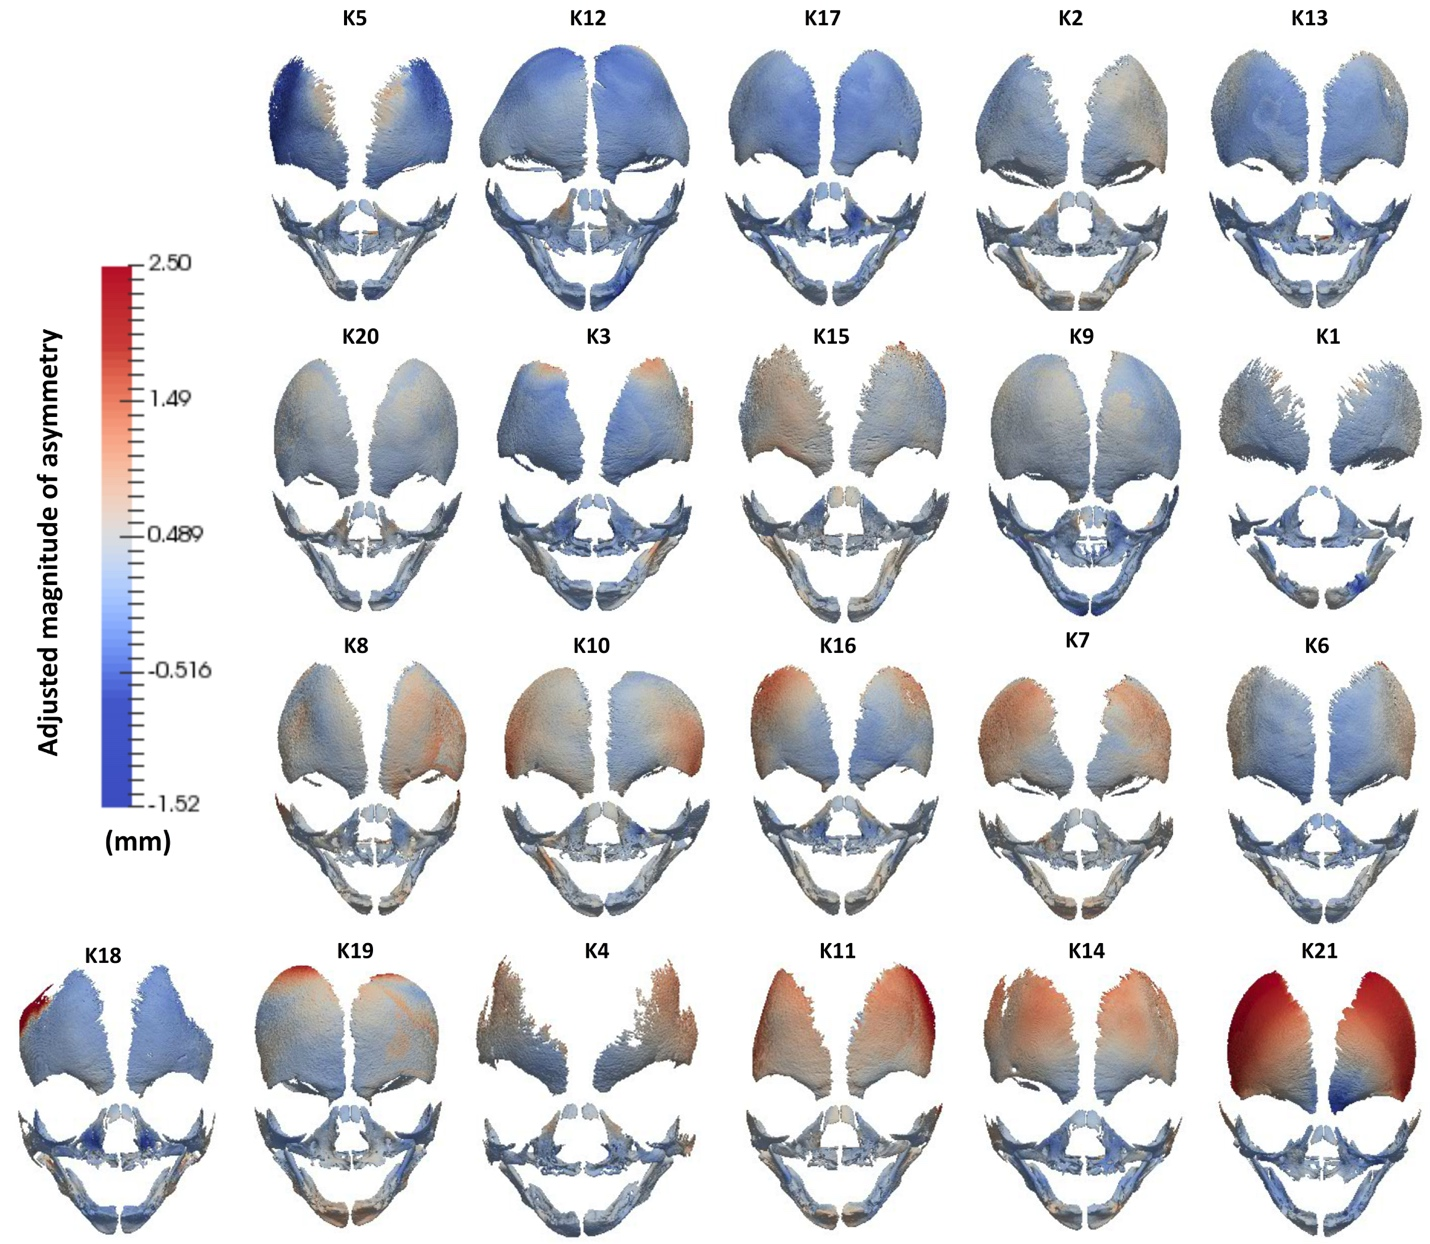 K5 K12 K17 K2 K13
K20 K3 K15 K9 K1
K8 K10 K16 K7 K6
K18 K19 K4 K11 K14 K21
Adjusted magnitude of asymmetry
2.50
1.49
0.489
-0.516
-1.52
(mm)